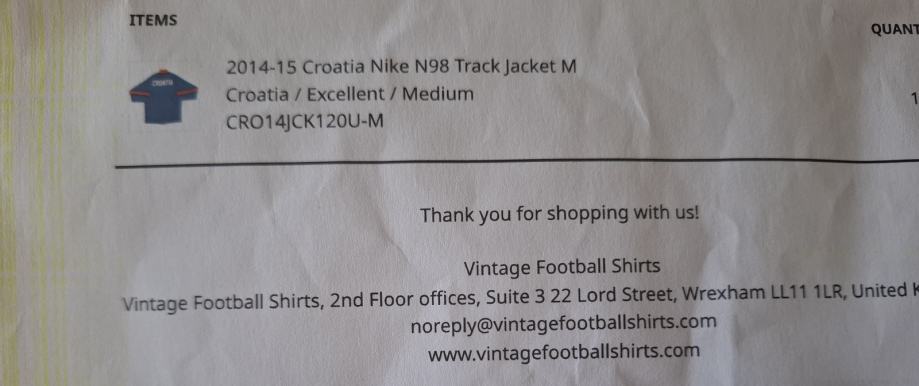 ITEMS
QUANT
2014-15 Croatia Nike N98 Track Jacket M
Croatia / Excellent / Medium
1
CRO14JCK120U-M
Thank you for shopping with us!
Vintage Football Shirts
Vintage Football Shirts, 2nd Floor offices, Suite 3 22 Lord Street, Wrexham LL11 1LR, United K
noreply@vintagefootballshirts.com
www.vintagefootballshirts.com